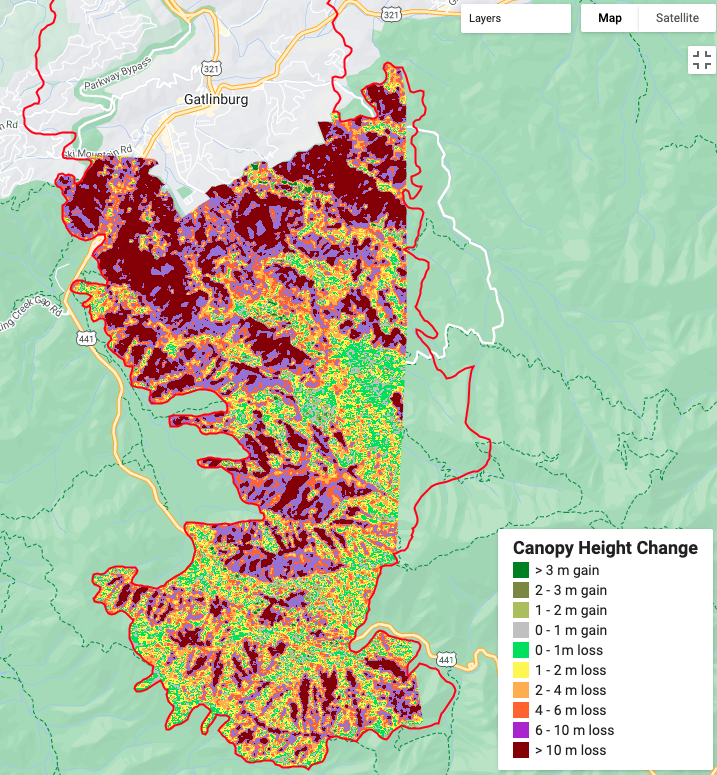 321
G
Layers
Map
Satellite
321
Parkway Bypass
Gatlinburg
n Rd
Ski Mountain Rd
ing Creek Gap Rd
441
441
Canopy Height Change
> 3 m gain
2 - 3 m gain
1 - 2 m gain
0 - 1 m gain
0 - 1m loss
1 - 2 m loss
2 - 4 m loss
4 - 6 m loss
6 - 10 m loss
> 10 m loss